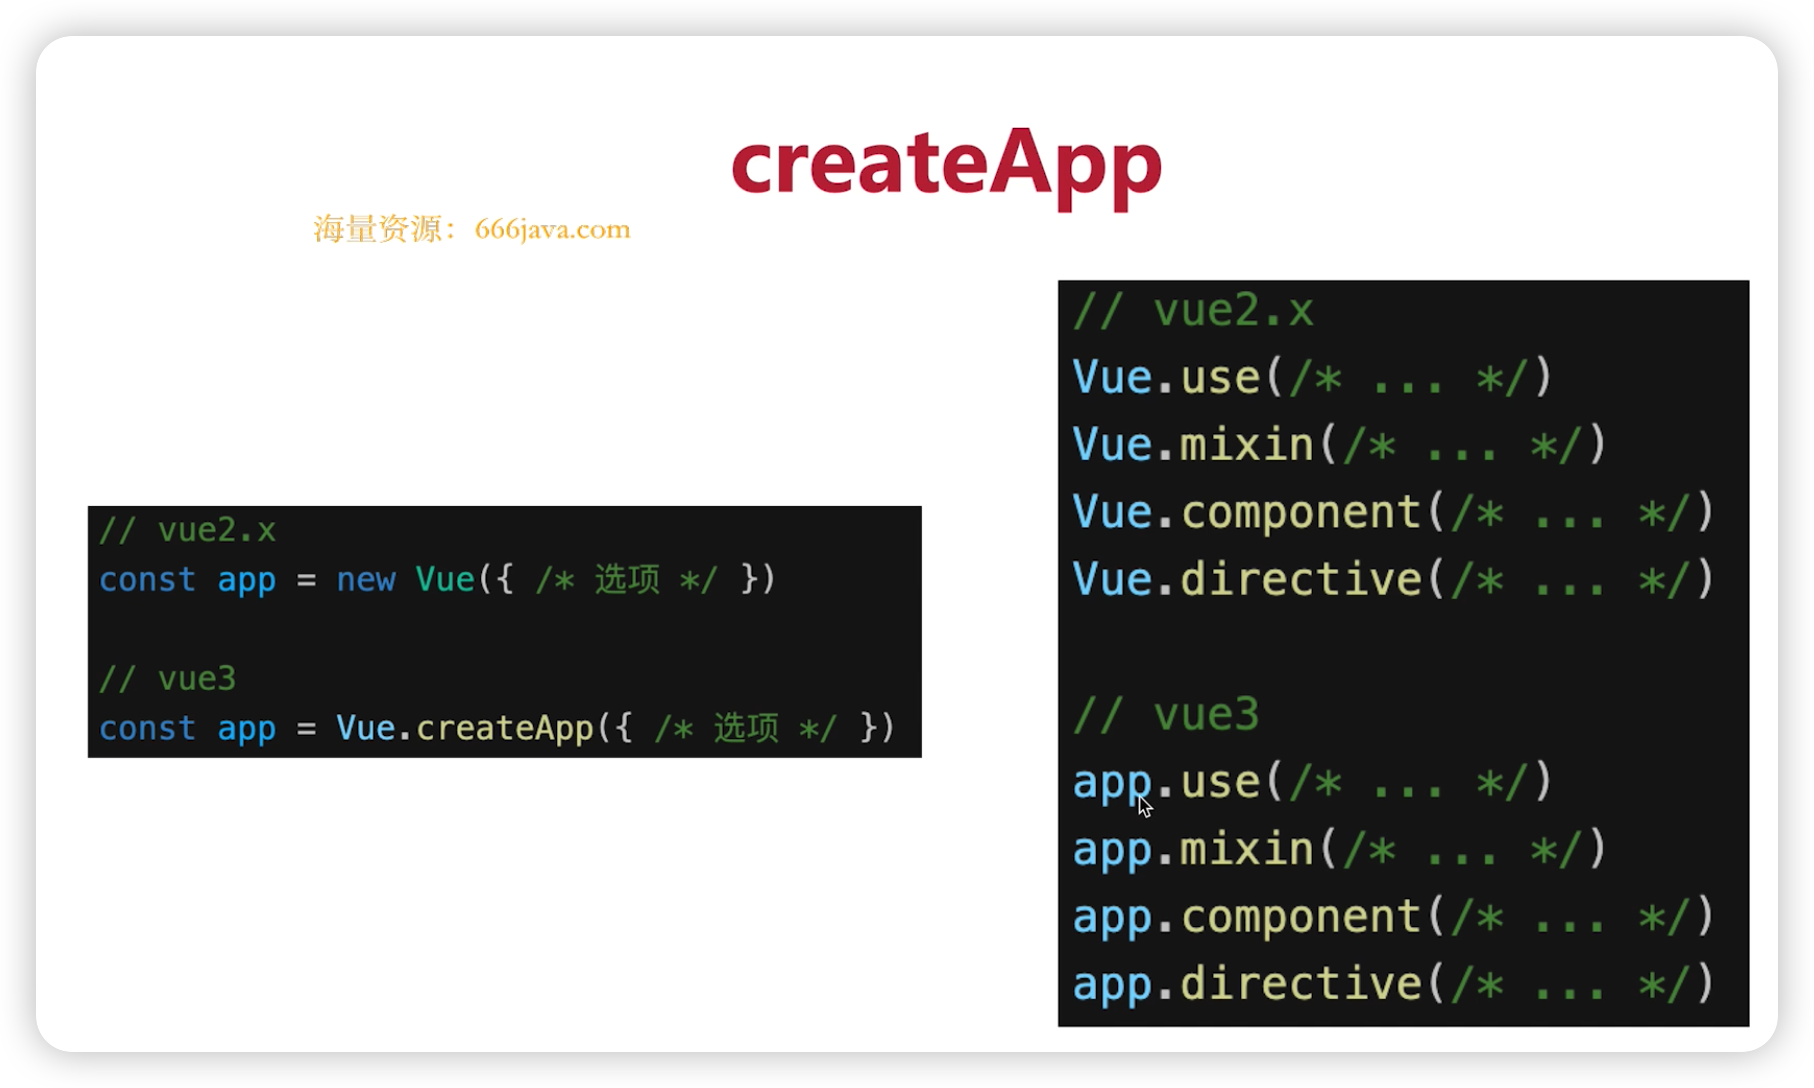 createApp
海量资源：666java.com
// vue2.x
const app = new Vue({ /* 选项 */ })
// vue3
const app = Vue.createApp({ /* 选项 */ })
// vue2.x
Vue.use(/* ... */)
Vue.mixin(/* ... */)
Vue.component(/* ... */)
Vue.directive(/* ... */)
// vue3
app.use(/* ... */)
app.mixin(/* ... */)
app.component(/* ... */)
app.directive(/* ... */)